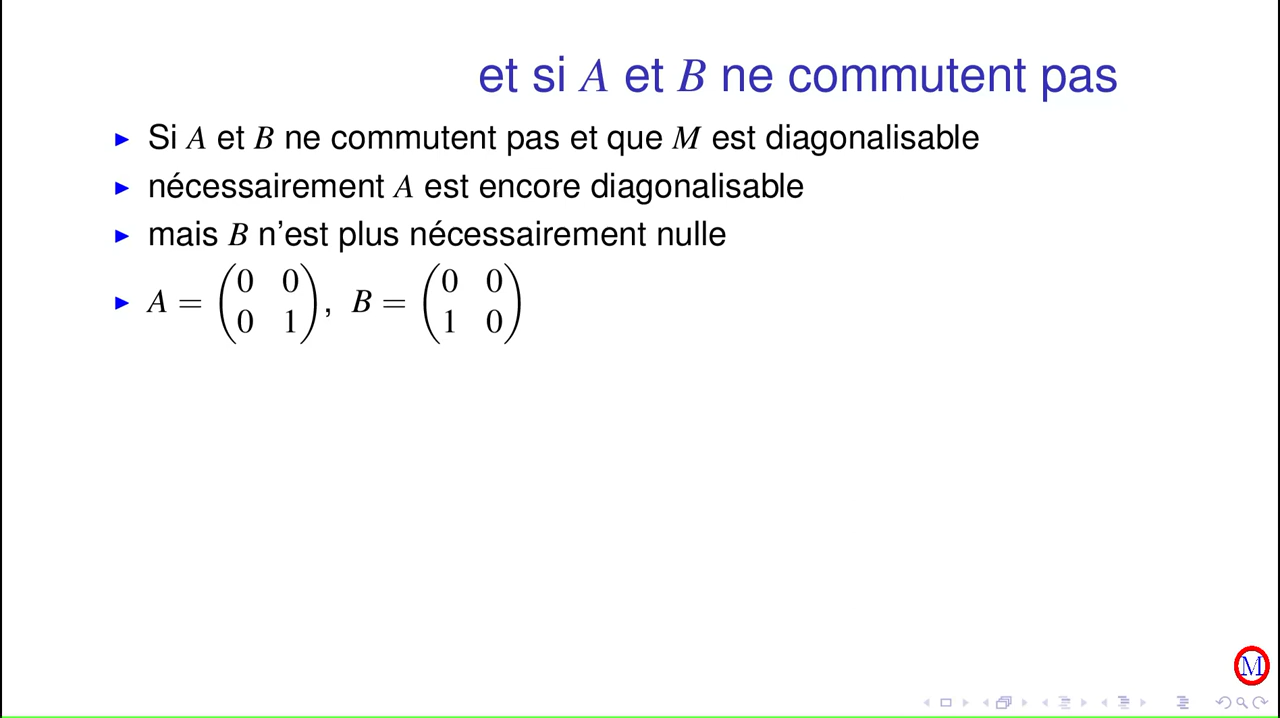 et si A et B ne commutent pas
▶ Si A et B ne commutent pas et que M est diagonalisable
▶ nécessairement A est encore diagonalisable
▶ mais B n'est plus nécessairement nulle
▶ A = (0 0; 0 1), B = (0 0; 1 0)
M